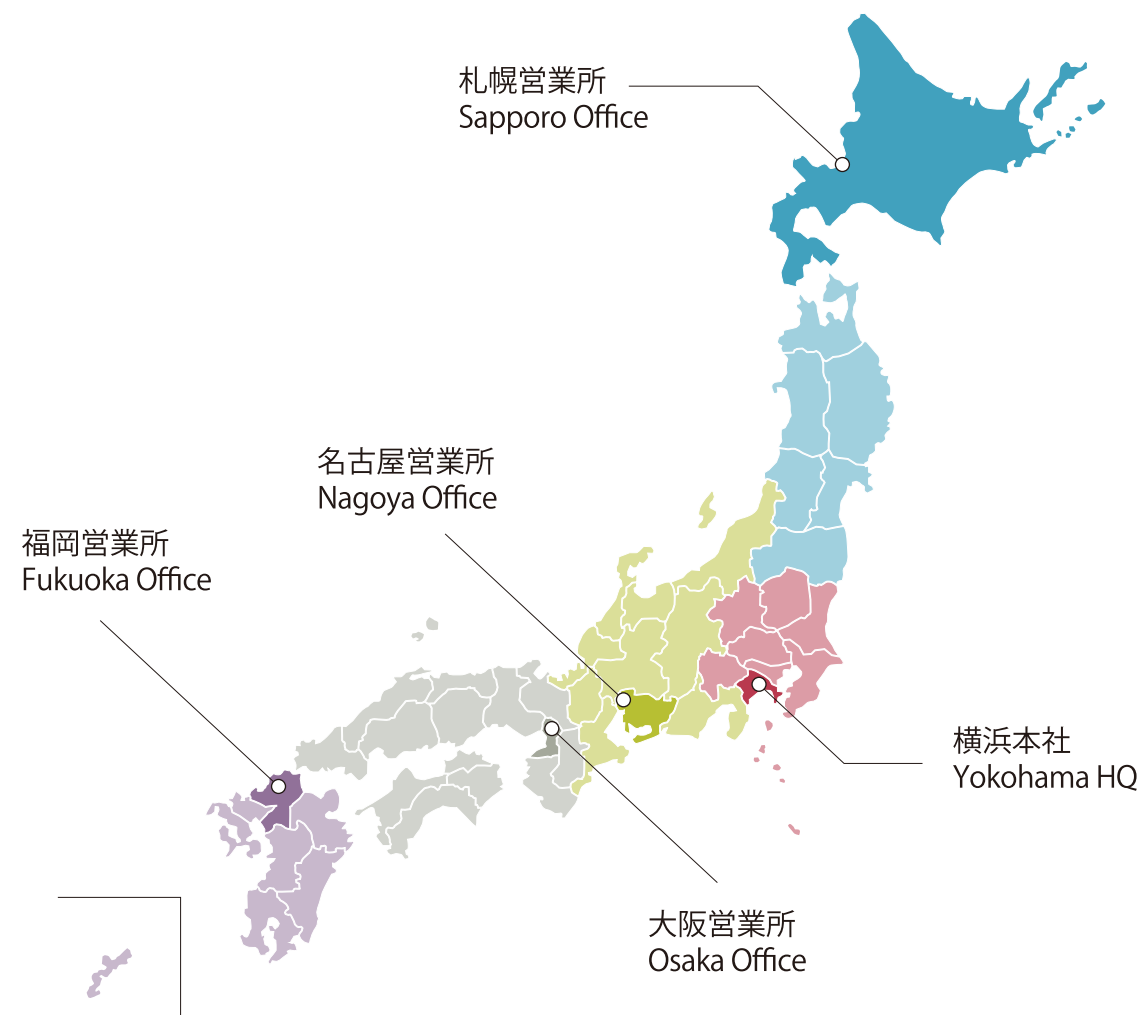 札幌営業所
Sapporo Office
名古屋営業所
Nagoya Office
福岡営業所
Fukuoka Office
横浜本社
Yokohama HQ
大阪営業所
Osaka Office